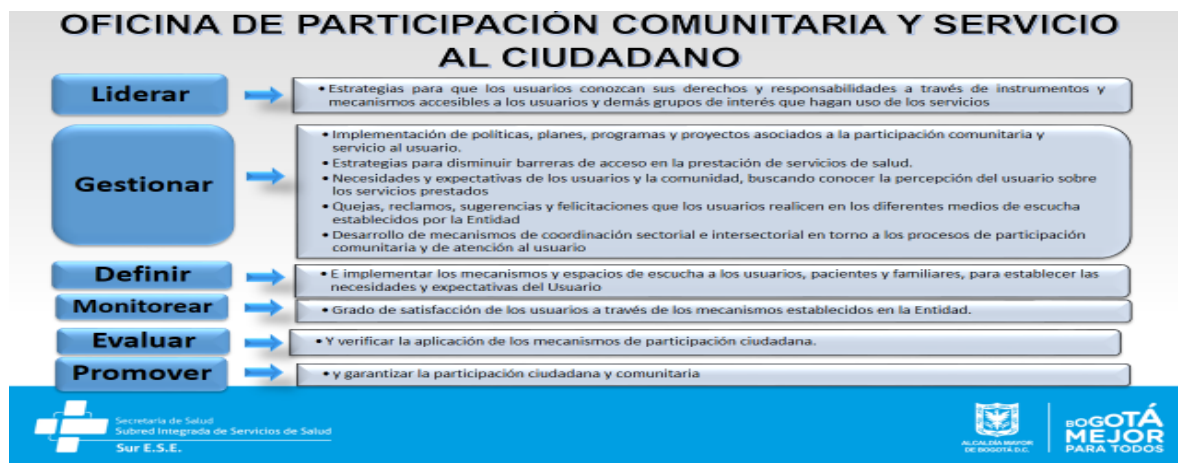 OFICINA DE PARTICIPACIÓN COMUNITARIA Y SERVICIO
AL CIUDADANO
Liderar
• Estrategias para que los usuarios conozcan sus derechos y responsabilidades a través de instrumentos y
mecanismos accesibles a los usuarios y demás grupos de interés que hagan uso de los servicios
Gestionar
• Implementación de políticas, planes, programas y proyectos asociados a la participación comunitaria y
servicio al usuario.
• Estrategias para disminuir barreras de acceso en la prestación de servicios de salud.
• Necesidades y expectativas de los usuarios y la comunidad, buscando conocer la percepción del usuario sobre
los servicios prestados
• Quejas, reclamos, sugerencias y felicitaciones que los usuarios realicen en los diferentes medios de escucha
establecidos por la Entidad
• Desarrollo de mecanismos de coordinación sectorial e intersectorial en torno a los procesos de participación
comunitaria y de atención al usuario
Definir
• E implementar los mecanismos y espacios de escucha a los usuarios, pacientes y familiares, para establecer las
necesidades y expectativas del Usuario
Monitorear
• Grado de satisfacción de los usuarios a través de los mecanismos establecidos en la Entidad.
Evaluar
• Y verificar la aplicación de los mecanismos de participación ciudadana.
Promover
• y garantizar la participación ciudadana y comunitaria
Secretaría de Salud
Subred Integrada de Servicios de Salud
Sur E.S.E.
ALCALDÍA MAYOR
DE BOGOTÁ D.C.
BOGOTÁ
MEJOR
PARA TODOS